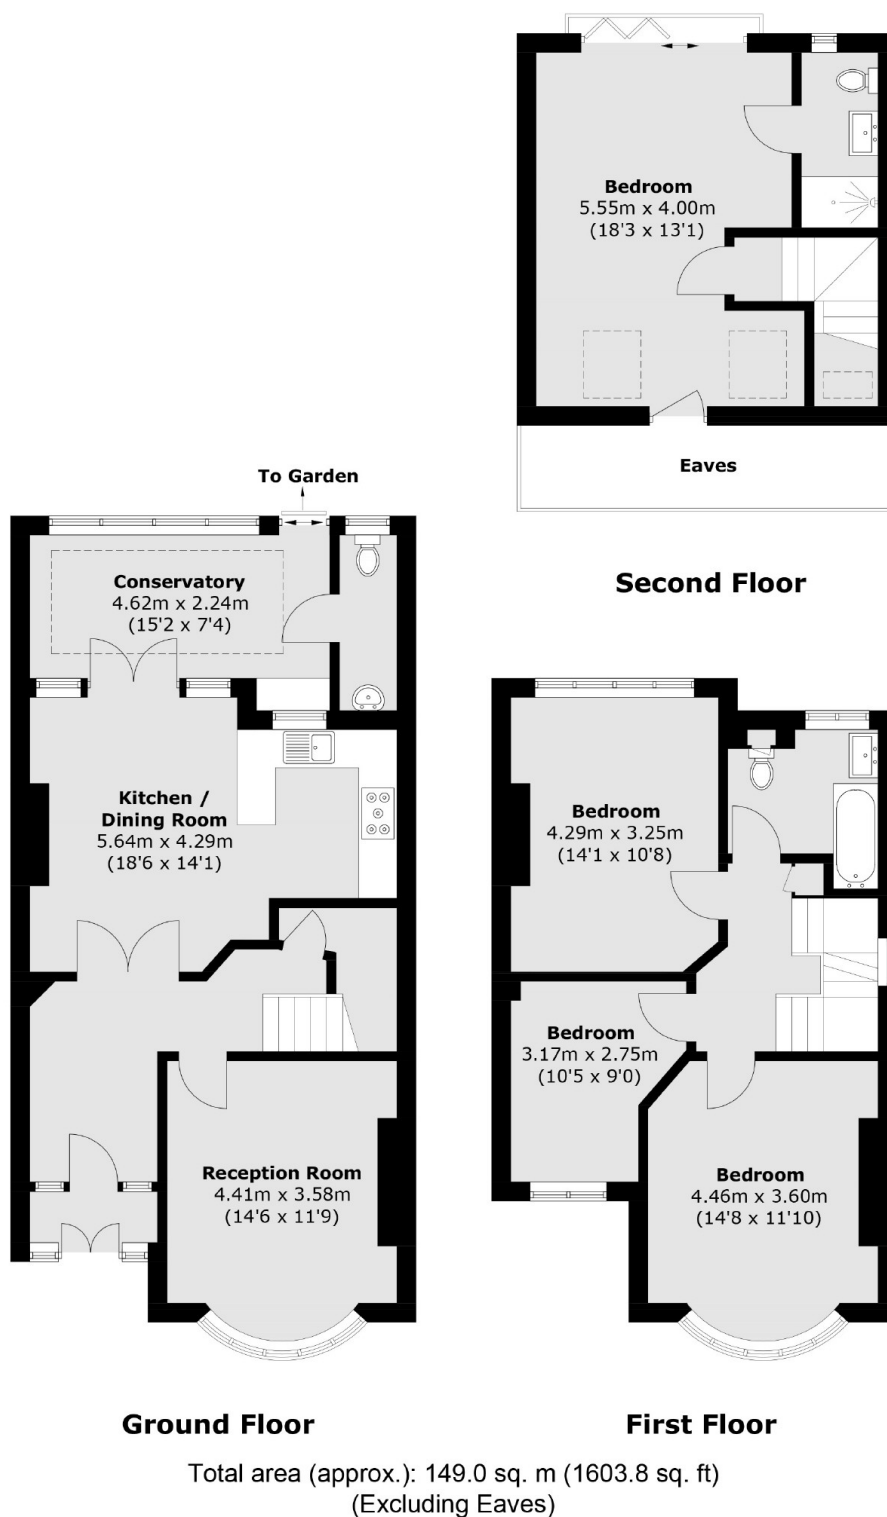 Bedroom
5.55m x 4.00m
(18'3 x 13'1)
Eaves
Second Floor
To Garden
Conservatory
4.62m x 2.24m
(15'2 x 7'4)
Kitchen /
Dining Room
5.64m x 4.29m
(18'6 x 14'1)
Reception Room
4.41m x 3.58m
(14'6 x 11'9)
Ground Floor
Bedroom
4.29m x 3.25m
(14'1 x 10'8)
Bedroom
3.17m x 2.75m
(10'5 x 9'0)
Bedroom
4.46m x 3.60m
(14'8 x 11'10)
First Floor
Total area (approx.): 149.0 sq. m (1603.8 sq. ft)
(Excluding Eaves)